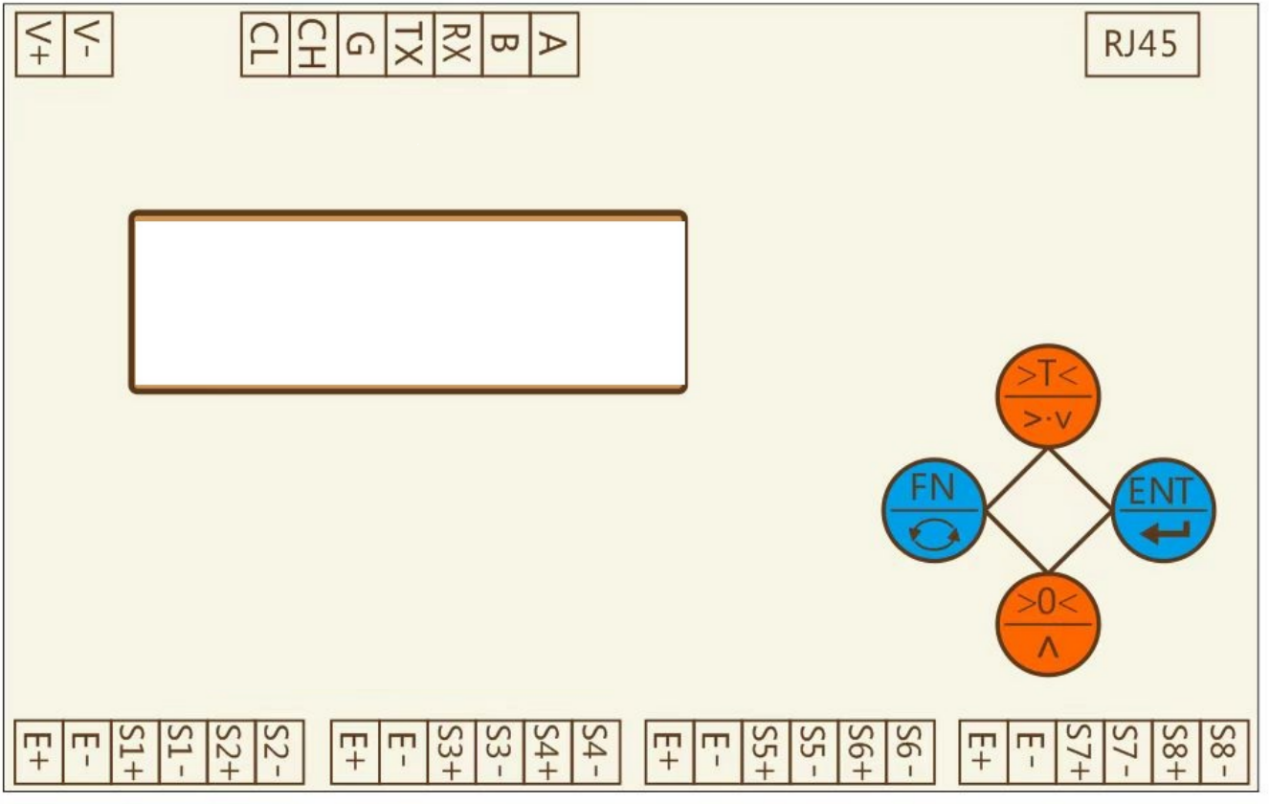 V+ V- CL CH G TX RX B A RJ45
>T<
>·∨
FN ENT
>0<
∧
E+ E- S1+ S1- S2+ S2- E+ E- S3+ S3- S4+ S4- E+ E- S5+ S5- S6+ S6- E+ E- S7+ S7- S8+ S8-